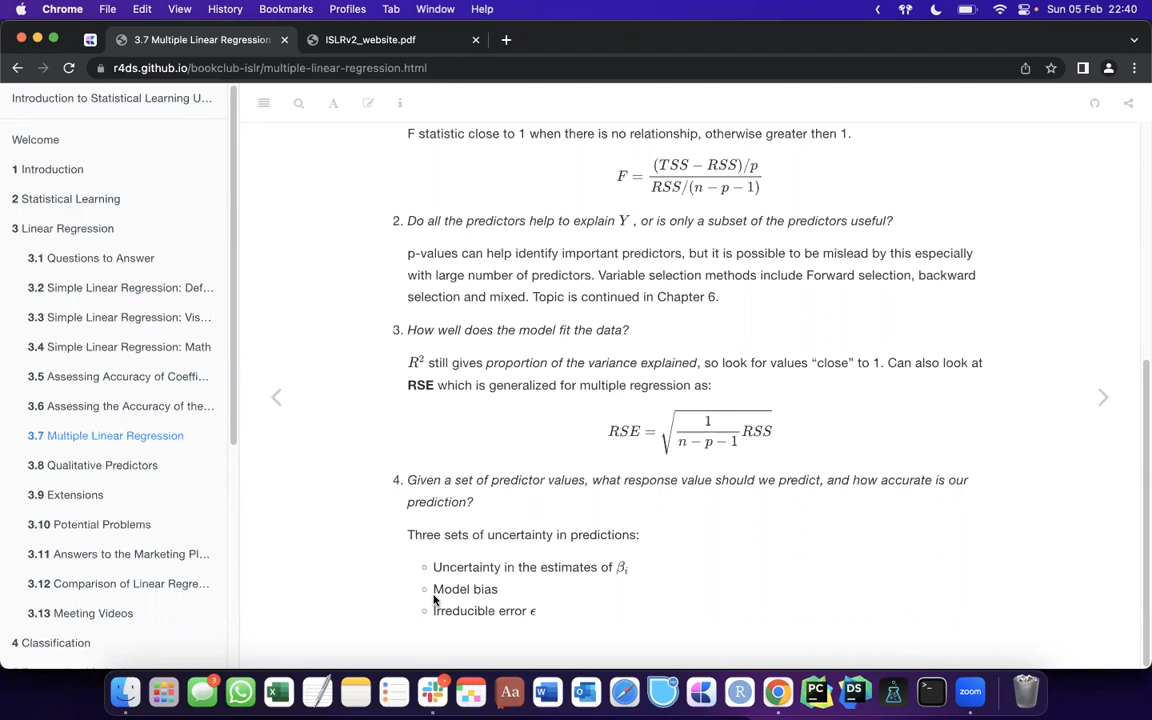 Chrome File Edit View History Bookmarks Profiles Tab Window Help Sun 05 Feb 22:40
3.7 Multiple Linear Regression ISLRv2_website.pdf
r4ds.github.io/bookclub-islr/multiple-linear-regression.html
Introduction to Statistical Learning U...
Welcome
1 Introduction
2 Statistical Learning
3 Linear Regression
3.1 Questions to Answer
3.2 Simple Linear Regression: Def...
3.3 Simple Linear Regression: Vis...
3.4 Simple Linear Regression: Math
3.5 Assessing Accuracy of Coeffi...
3.6 Assessing the Accuracy of the...
3.7 Multiple Linear Regression
3.8 Qualitative Predictors
3.9 Extensions
3.10 Potential Problems
3.11 Answers to the Marketing Pl...
3.12 Comparison of Linear Regre...
3.13 Meeting Videos
4 Classification
F statistic close to 1 when there is no relationship, otherwise greater then 1.
F = (TSS − RSS)/p
RSS/(n − p − 1)
2. Do all the predictors help to explain Y , or is only a subset of the predictors useful?
p-values can help identify important predictors, but it is possible to be mislead by this especially
with large number of predictors. Variable selection methods include Forward selection, backward
selection and mixed. Topic is continued in Chapter 6.
3. How well does the model fit the data?
R² still gives proportion of the variance explained, so look for values “close” to 1. Can also look at
RSE which is generalized for multiple regression as:
RSE = √ 1
n − p − 1 RSS
4. Given a set of predictor values, what response value should we predict, and how accurate is our
prediction?
Three sets of uncertainty in predictions:
Uncertainty in the estimates of βᵢ
Model bias
Irreducible error ϵ
3
Aa
R
PC
DS
zoom